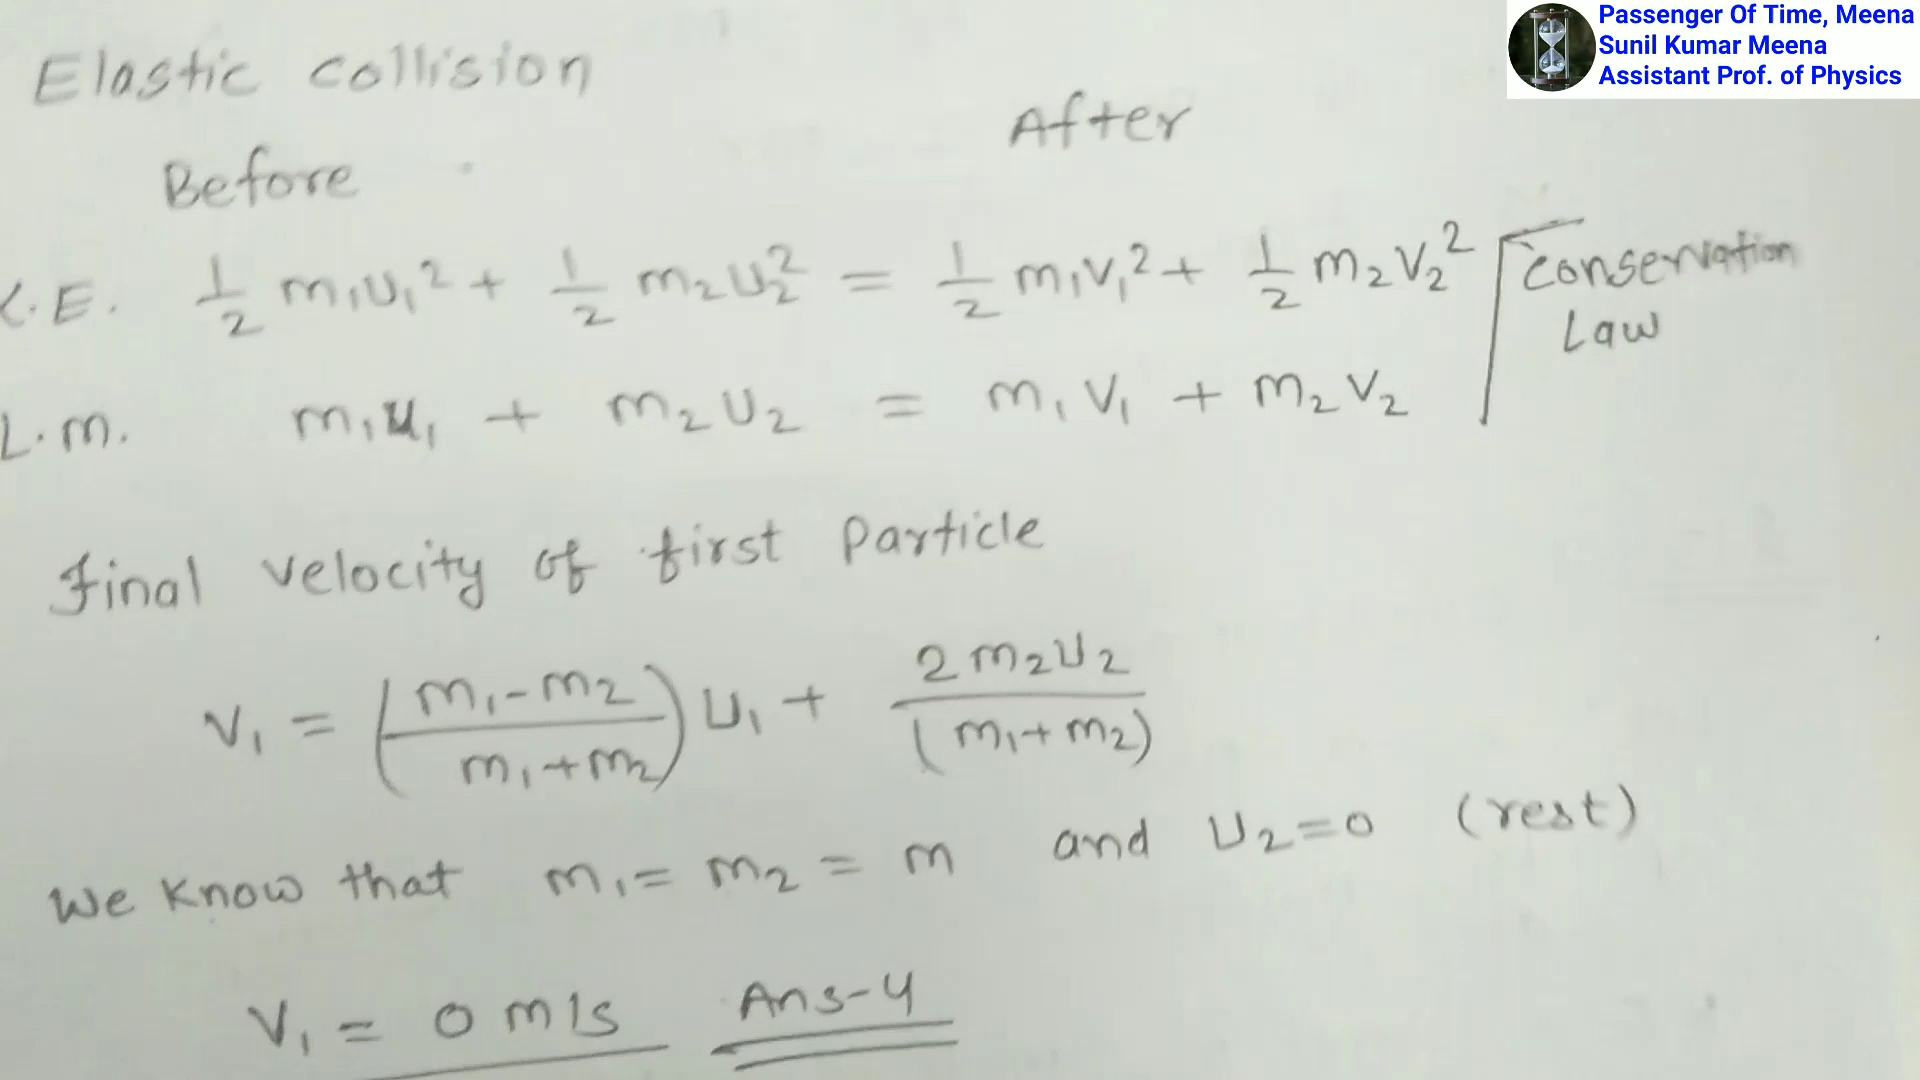 Passenger Of Time, Meena
Sunil Kumar Meena
Assistant Prof. of Physics
Elastic collision
Before After
K.E. 1/2 m₁u₁² + 1/2 m₂u₂² = 1/2 m₁v₁² + 1/2 m₂v₂² Conservation
Law
L.m. m₁u₁ + m₂u₂ = m₁v₁ + m₂v₂
final velocity of first Particle
v₁ = (m₁-m₂ / m₁+m₂) u₁ + 2m₂u₂ / (m₁+m₂)
We know that m₁ = m₂ = m and u₂=0 (rest)
v₁ = 0 m/s Ans-4